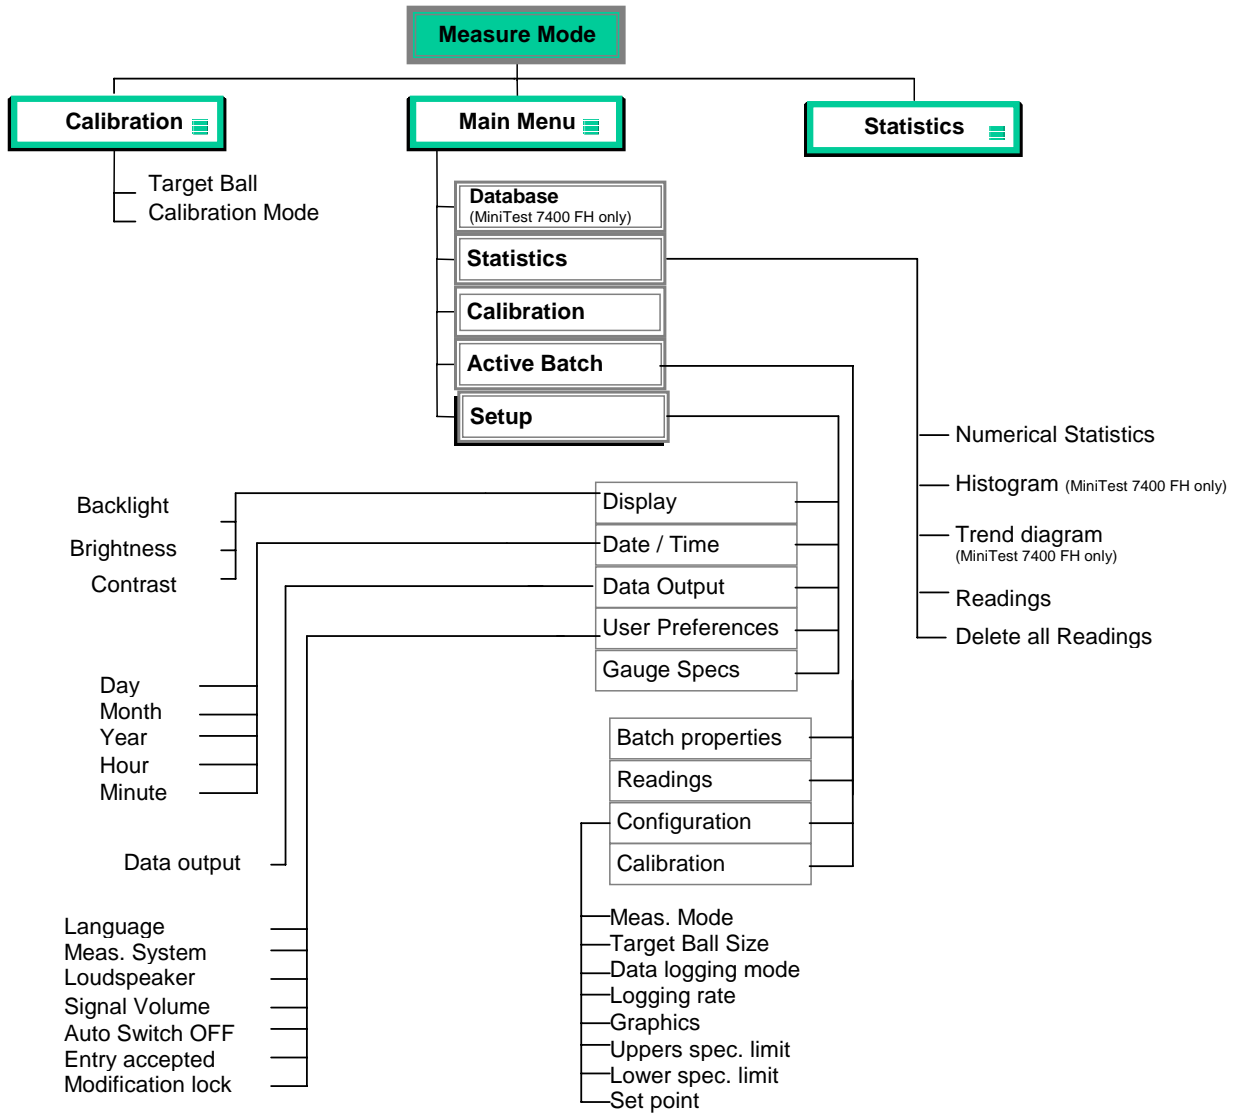 Measure Mode
Calibration
Main Menu
Statistics
Target Ball
Calibration Mode
Database
(MiniTest 7400 FH only)
Statistics
Calibration
Active Batch
Setup
Numerical Statistics
Histogram (MiniTest 7400 FH only)
Trend diagram
(MiniTest 7400 FH only)
Readings
Delete all Readings
Display
Date / Time
Data Output
User Preferences
Gauge Specs
Backlight
Brightness
Contrast
Day
Month
Year
Hour
Minute
Data output
Language
Meas. System
Loudspeaker
Signal Volume
Auto Switch OFF
Entry accepted
Modification lock
Batch properties
Readings
Configuration
Calibration
Meas. Mode
Target Ball Size
Data logging mode
Logging rate
Graphics
Uppers spec. limit
Lower spec. limit
Set point